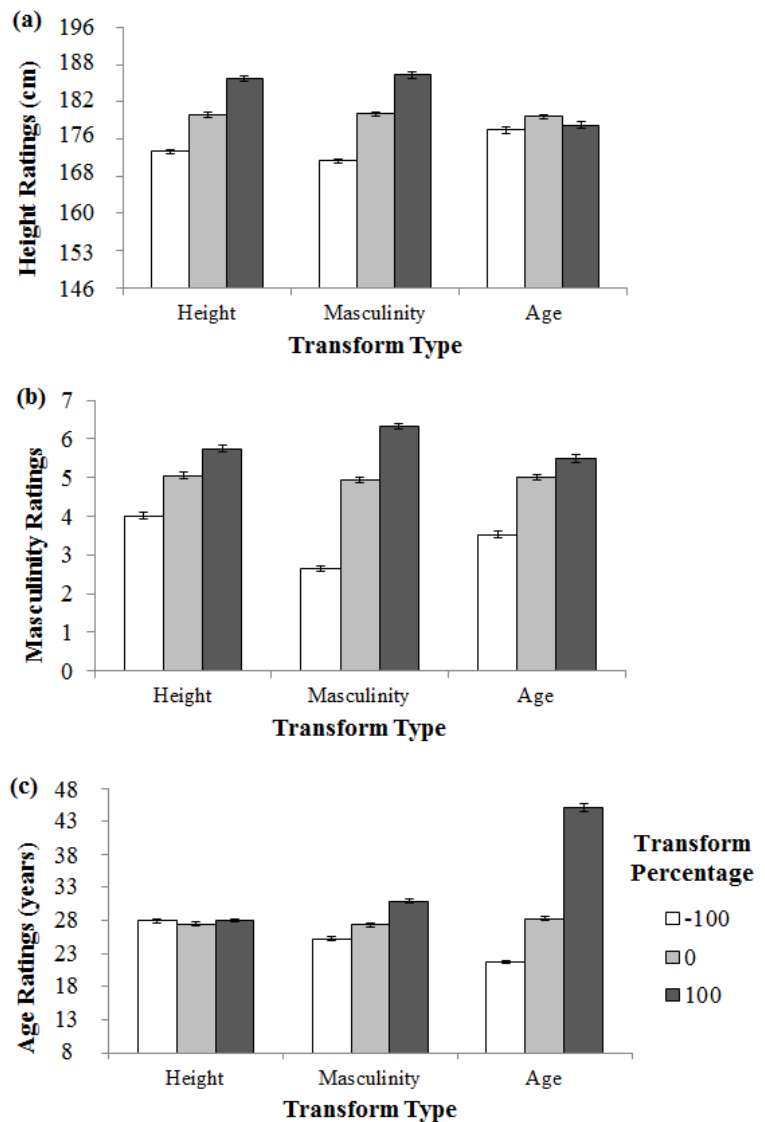 (a)
Height Ratings (cm)
196
188
182
176
168
160
153
146
Height Masculinity Age
Transform Type
(b)
Masculinity Ratings
7
6
5
4
3
2
1
0
Height Masculinity Age
Transform Type
(c)
Age Ratings (years)
48
43
38
33
28
23
18
13
8
Height Masculinity Age
Transform Type
Transform
Percentage
-100
0
100